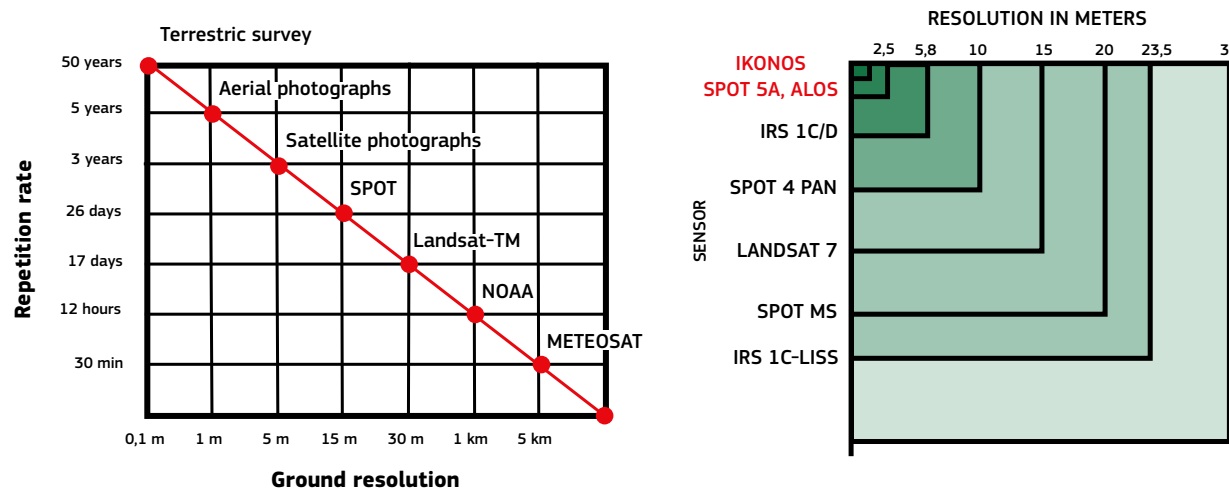 Terrestric survey
50 years
Aerial photographs
5 years
Satellite photographs
3 years
SPOT
26 days
Landsat-TM
17 days
NOAA
12 hours
METEOSAT
30 min
0,1 m 1 m 5 m 15 m 30 m 1 km 5 km
Repetition rate
Ground resolution
RESOLUTION IN METERS
2,5 5,8 10 15 20 23,5 3
IKONOS
SPOT 5A, ALOS
IRS 1C/D
SPOT 4 PAN
LANDSAT 7
SPOT MS
IRS 1C-LISS
SENSOR